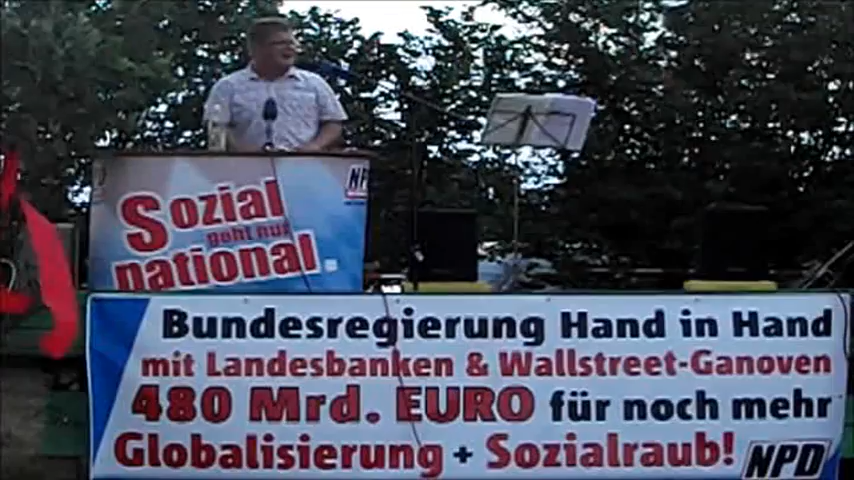 NPD
Sozial
geht nur
national.
Bundesregierung Hand in Hand
mit Landesbanken & Wallstreet-Ganoven
480 Mrd. EURO für noch mehr
Globalisierung + Sozialraub!
NPD